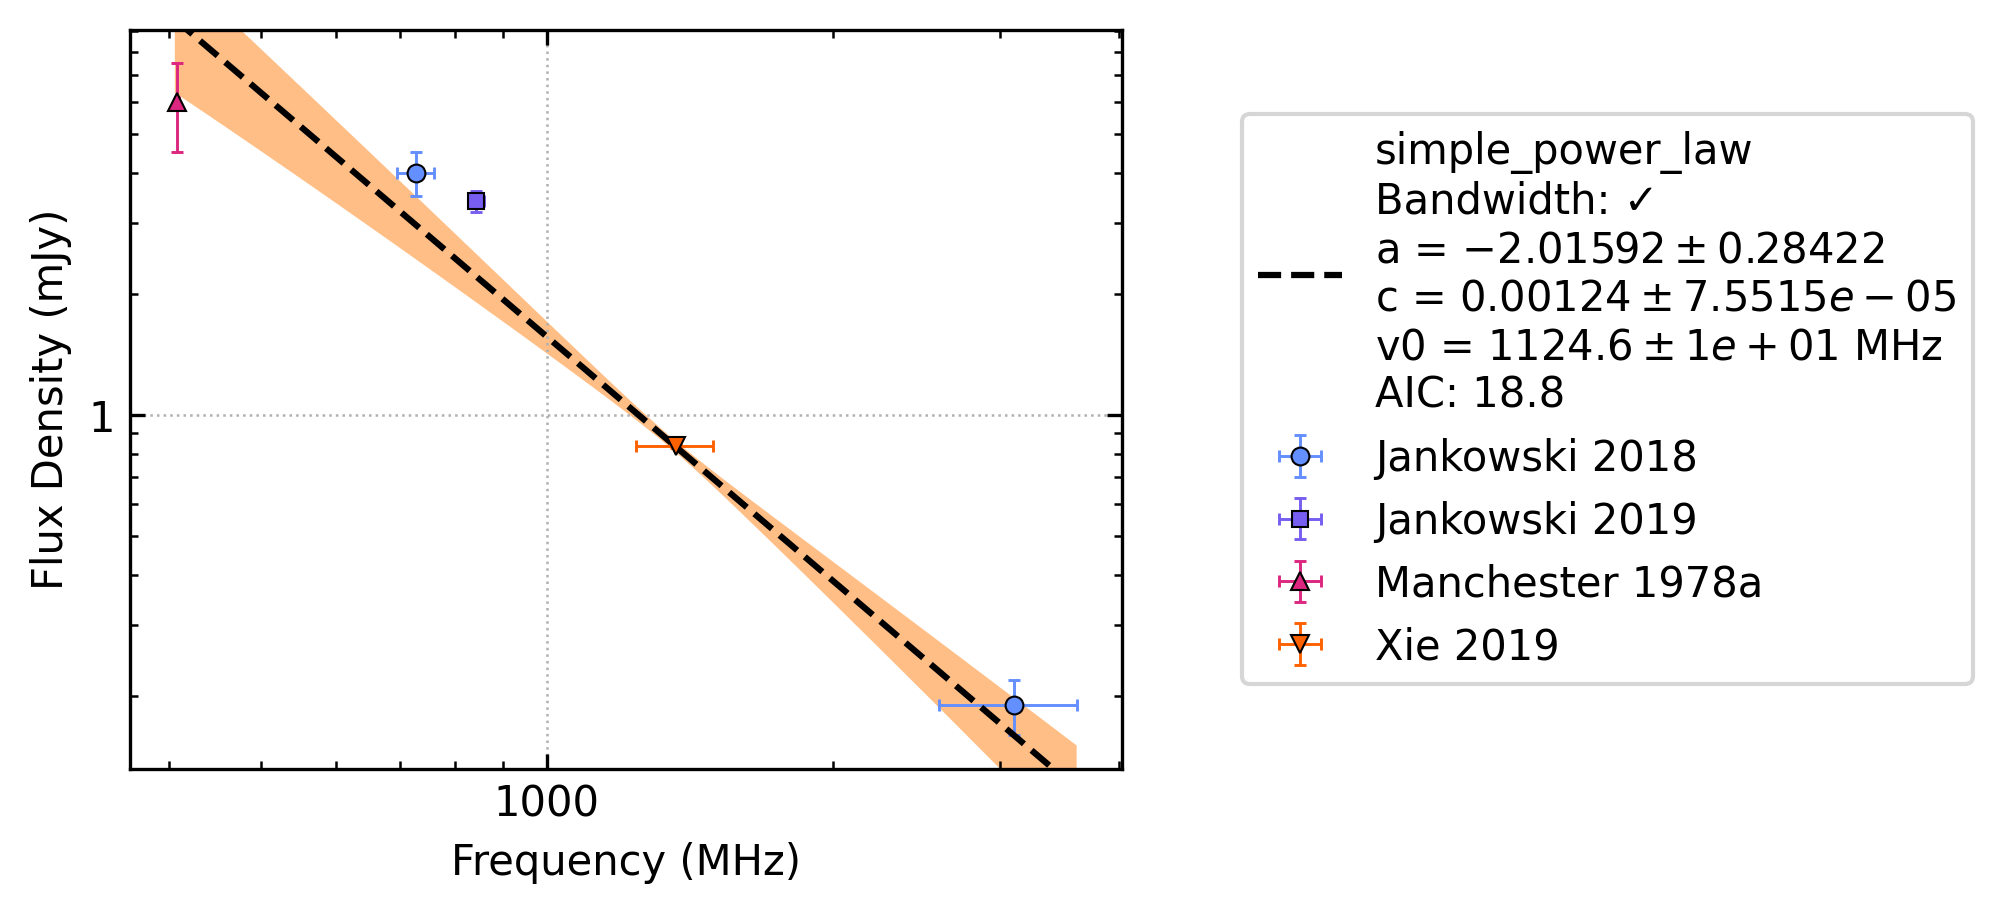 Flux Density (mJy)
1
1000
Frequency (MHz)
simple_power_law
Bandwidth: ✓
a = −2.01592 ± 0.28422
c = 0.00124 ± 7.5515e − 05
v0 = 1124.6 ± 1e + 01 MHz
AIC: 18.8
Jankowski 2018
Jankowski 2019
Manchester 1978a
Xie 2019